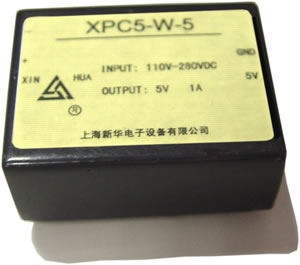 XPC5-W-5
GND
+
INPUT: 110V-280VDC
XIN HUA
5V
-
OUTPUT: 5V 1A
®
上海新华电子设备有限公司